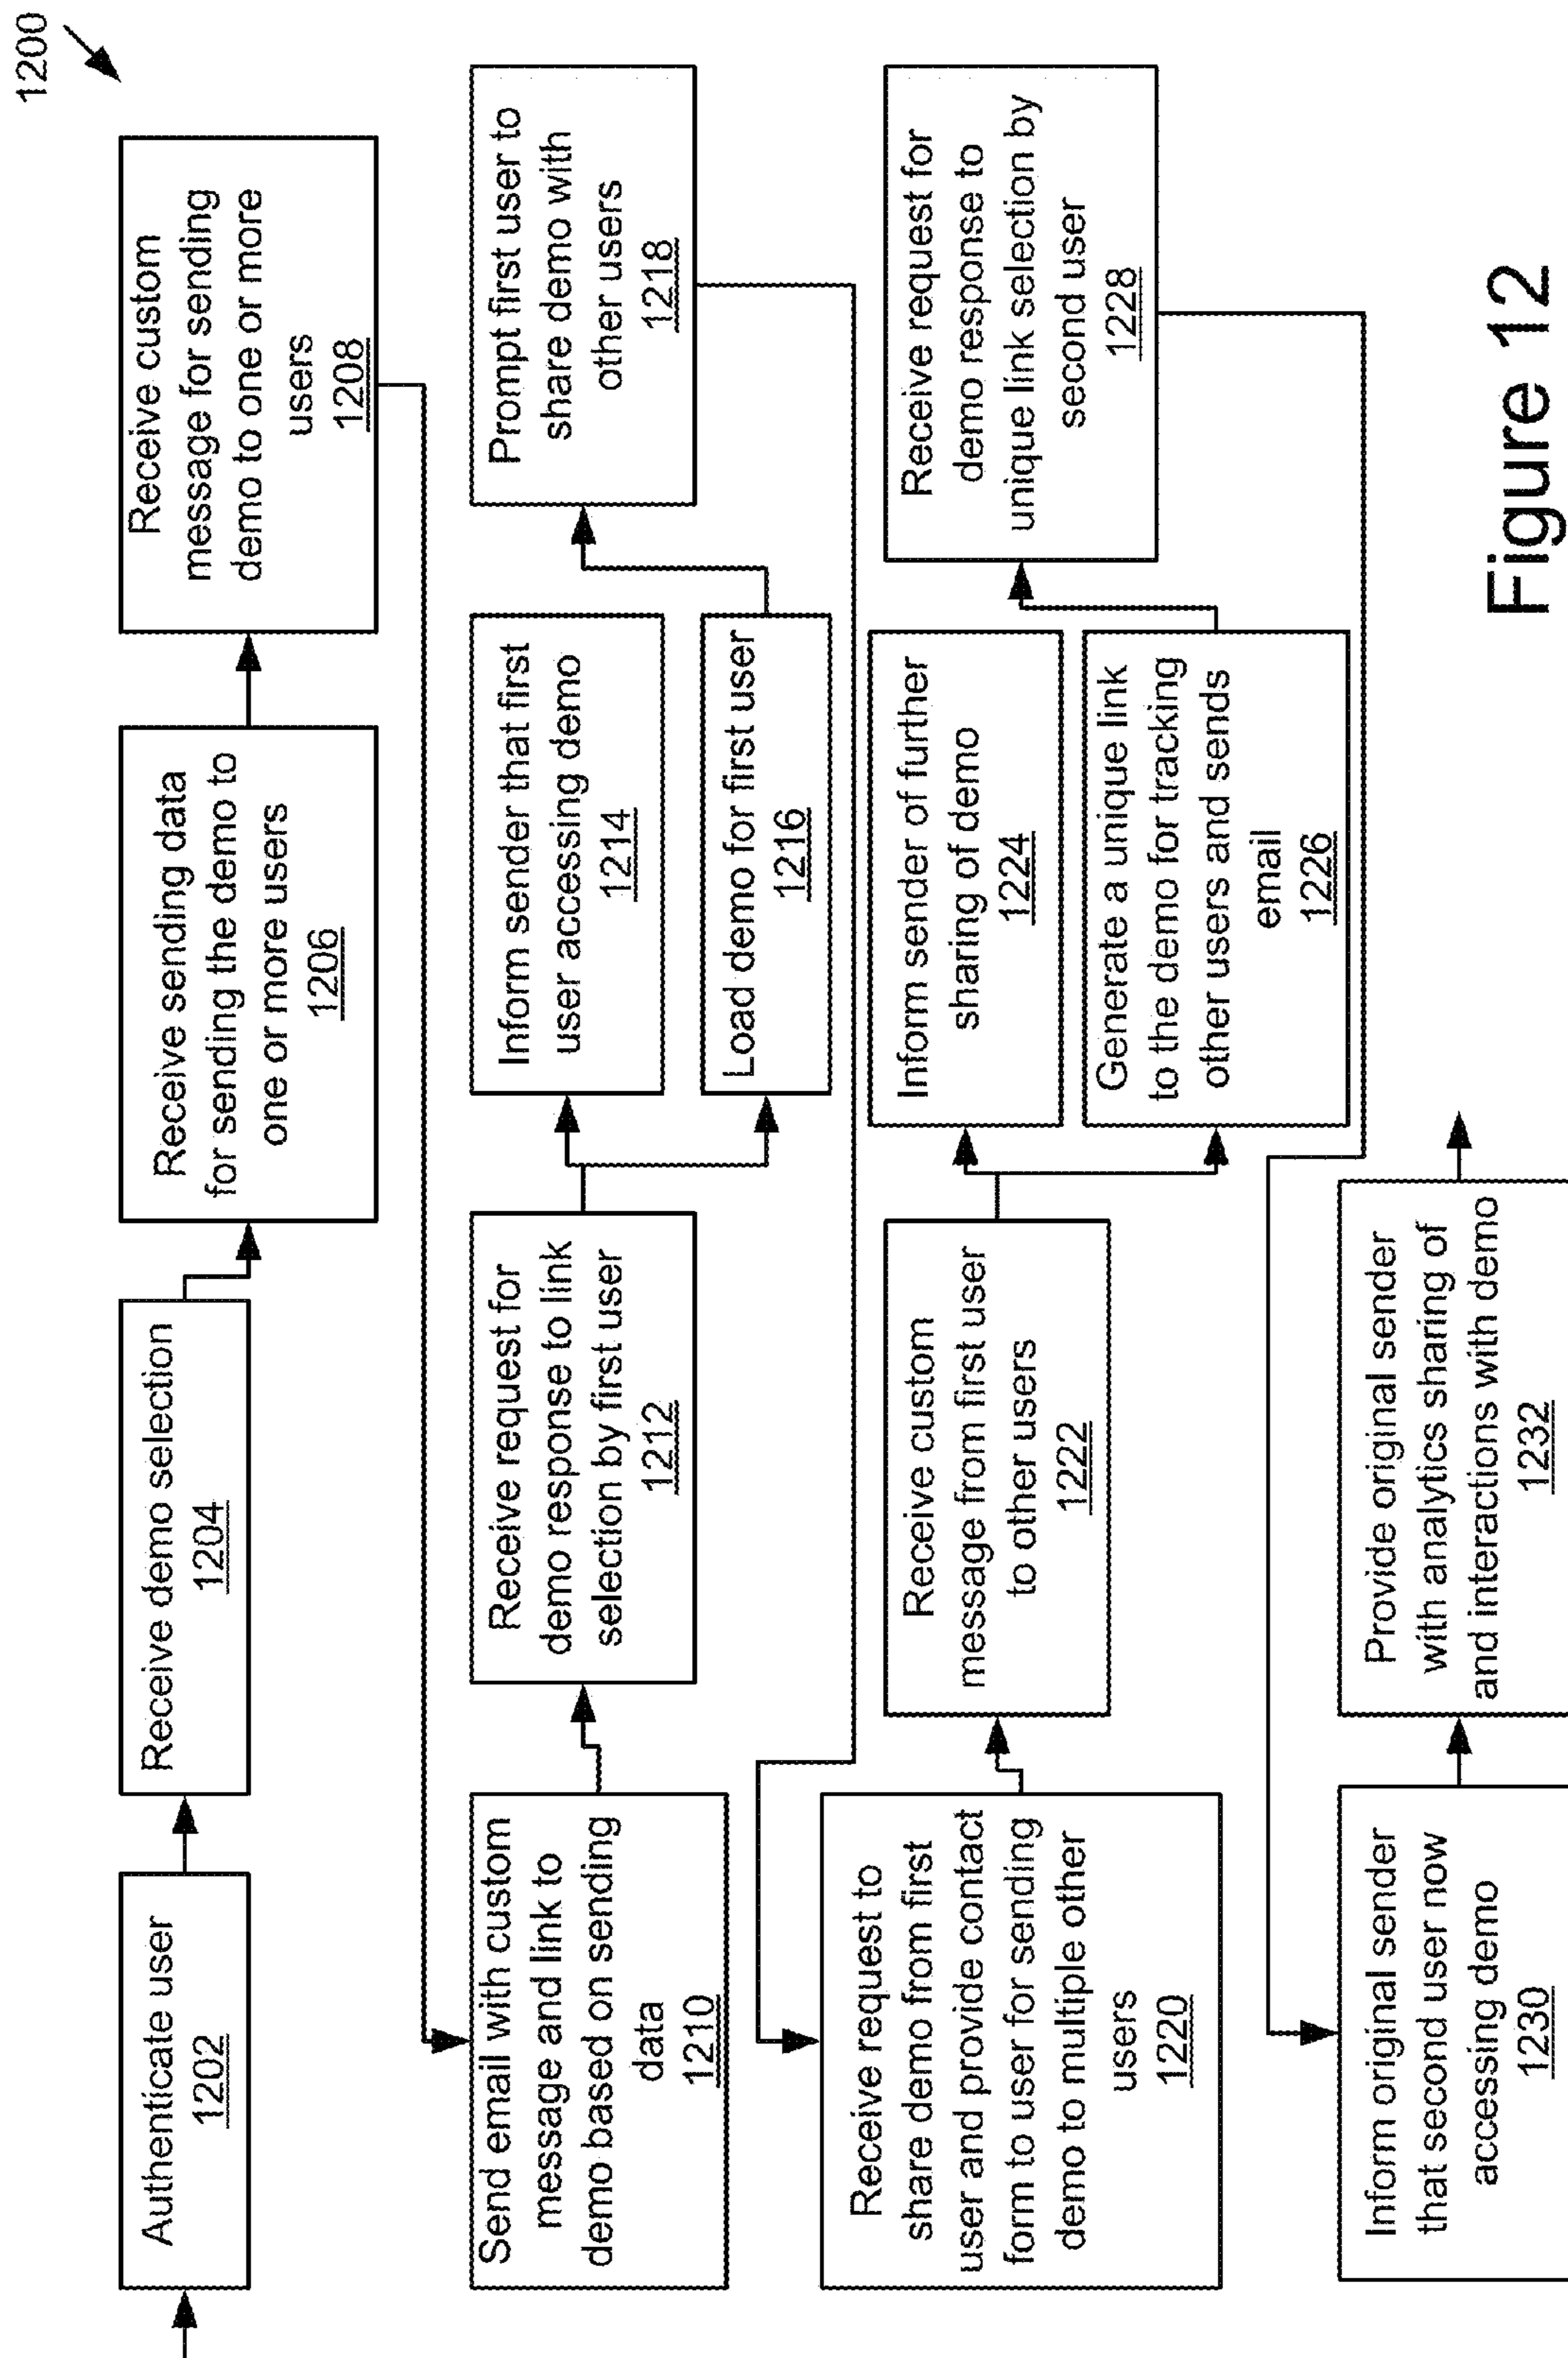 1200
Authenticate user
1202
Receive demo selection
1204
Receive sending data
for sending the demo to
one or more users
1206
Receive custom
message for sending
demo to one or more
users
1208
Send email with custom
message and link to
demo based on sending
data
1210
Receive request for
demo response to link
selection by first user
1212
Inform sender that first
user accessing demo
1214
Load demo for first user
1216
Prompt first user to
share demo with
other users
1218
Receive request to
share demo from first
user and provide contact
form to user for sending
demo to multiple other
users
1220
Receive custom
message from first user
to other users
1222
Inform sender of further
sharing of demo
1224
Generate a unique link
to the demo for tracking
other users and sends
email
1226
Receive request for
demo response to
unique link selection by
second user
1228
Inform original sender
that second user now
accessing demo
1230
Provide original sender
with analytics sharing of
and interactions with demo
1232
Figure 12